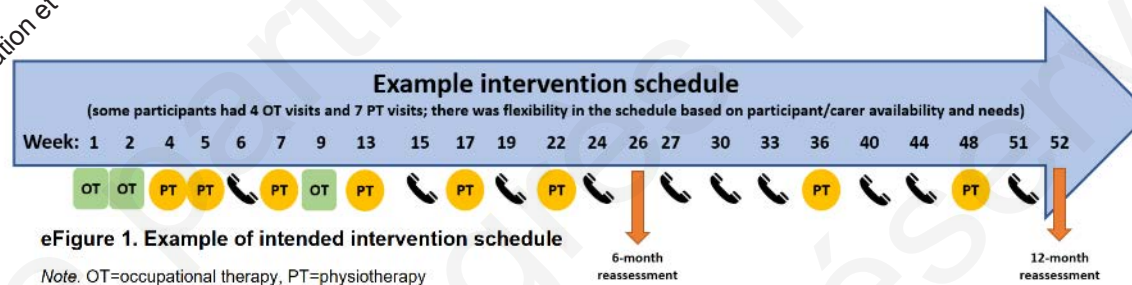 ation et
Example intervention schedule
(some participants had 4 OT visits and 7 PT visits; there was flexibility in the schedule based on participant/carer availability and needs)
Week: 1 2 4 5 6 7 9 13 15 17 19 22 24 26 27 30 33 36 40 44 48 51 52
OT OT PT PT PT OT PT PT PT PT PT
eFigure 1. Example of intended intervention schedule
6-month
reassessment
12-month
reassessment
Note. OT=occupational therapy, PT=physiotherapy